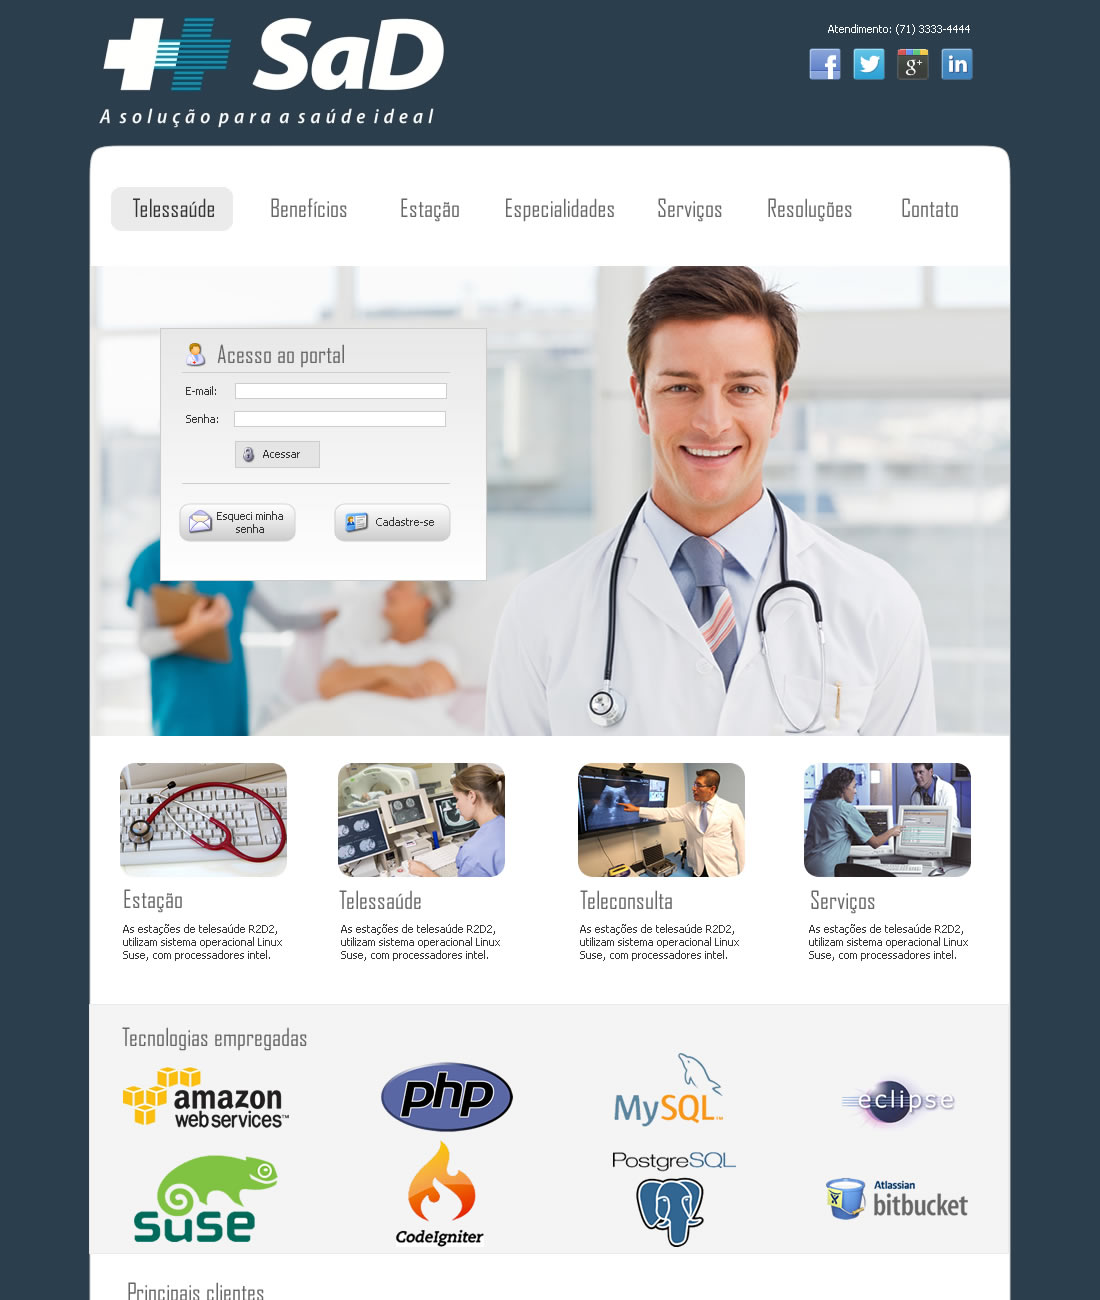 SaD
A solução para a saúde ideal
Atendimento: (71) 3333-4444
f
g+
in
Telessaúde
Benefícios
Estação
Especialidades
Serviços
Resoluções
Contato
Acesso ao portal
E-mail:
Senha:
Acessar
Esqueci minha
senha
Cadastre-se
Estação
As estações de telesaúde R2D2,
utilizam sistema operacional Linux
Suse, com processadores intel.
Telessaúde
As estações de telesaúde R2D2,
utilizam sistema operacional Linux
Suse, com processadores intel.
Teleconsulta
As estações de telesaúde R2D2,
utilizam sistema operacional Linux
Suse, com processadores intel.
Serviços
As estações de telesaúde R2D2,
utilizam sistema operacional Linux
Suse, com processadores intel.
Tecnologias empregadas
amazon
web services™
php
MySQL™
eclipse
suse
CodeIgniter
PostgreSQL
Atlassian
bitbucket
Principais clientes